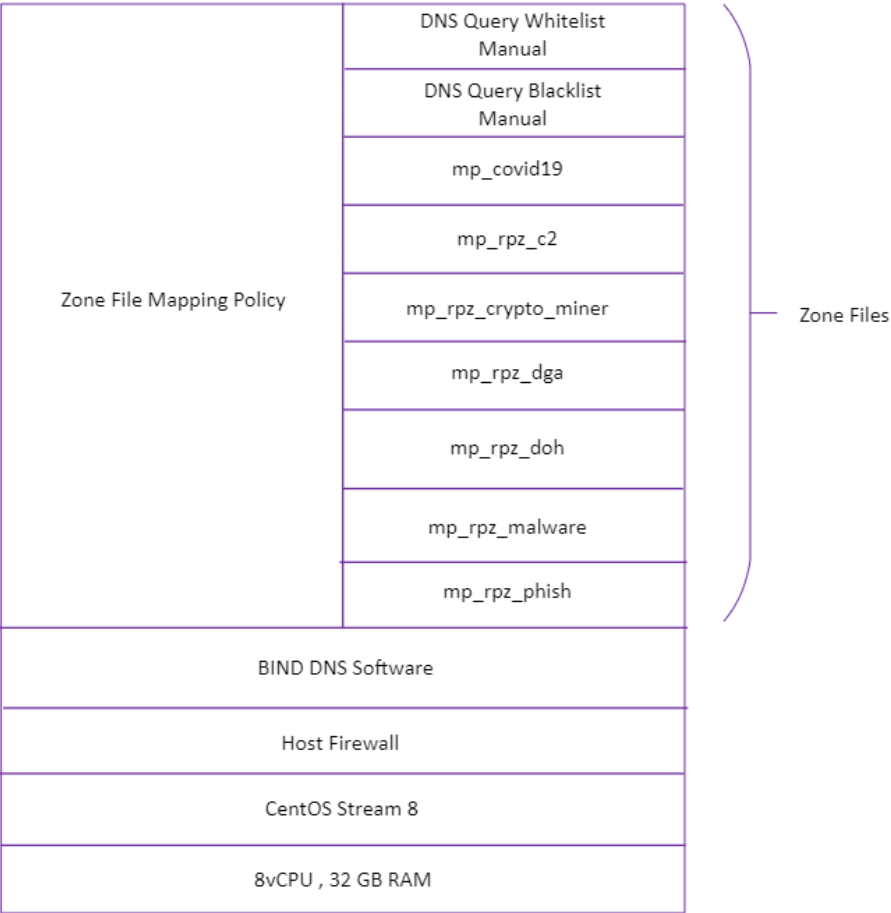 DNS Query Whitelist
Manual
DNS Query Blacklist
Manual
mp_covid19
mp_rpz_c2
Zone File Mapping Policy
mp_rpz_crypto_miner
Zone Files
mp_rpz_dga
mp_rpz_doh
mp_rpz_malware
mp_rpz_phish
BIND DNS Software
Host Firewall
CentOS Stream 8
8vCPU , 32 GB RAM